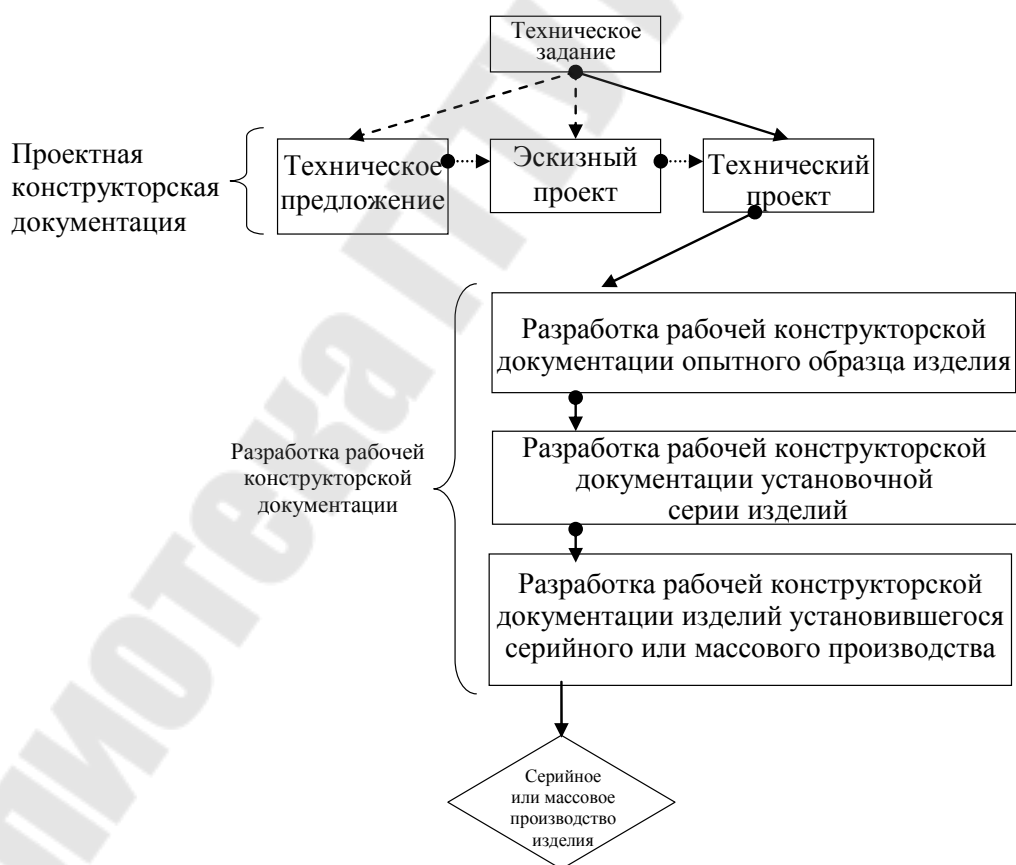 Техническое
задание
Проектная
конструкторская
документация
Техническое
предложение
Эскизный
проект
Технический
проект
Разработка рабочей
конструкторской
документации
Разработка рабочей конструкторской
документации опытного образца изделия
Разработка рабочей конструкторской
документации установочной
серии изделий
Разработка рабочей конструкторской
документации изделий установившегося
серийного или массового производства
Серийное
или массовое
производство
изделия